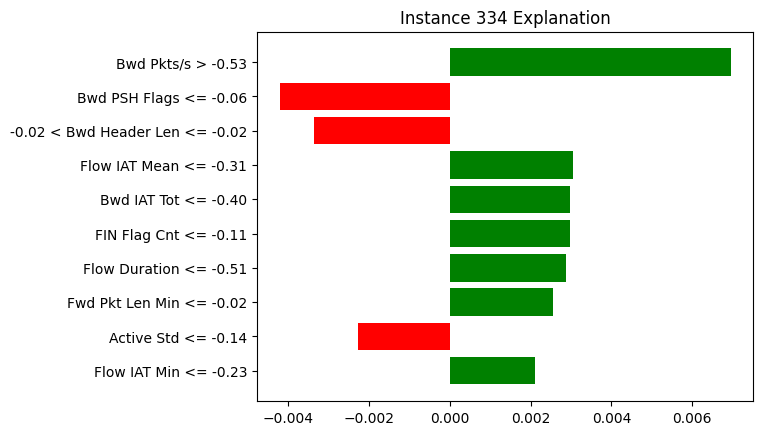 Instance 334 Explanation
Bwd Pkts/s > -0.53
Bwd PSH Flags <= -0.06
-0.02 < Bwd Header Len <= -0.02
Flow IAT Mean <= -0.31
Bwd IAT Tot <= -0.40
FIN Flag Cnt <= -0.11
Flow Duration <= -0.51
Fwd Pkt Len Min <= -0.02
Active Std <= -0.14
Flow IAT Min <= -0.23
−0.004 −0.002 0.000 0.002 0.004 0.006